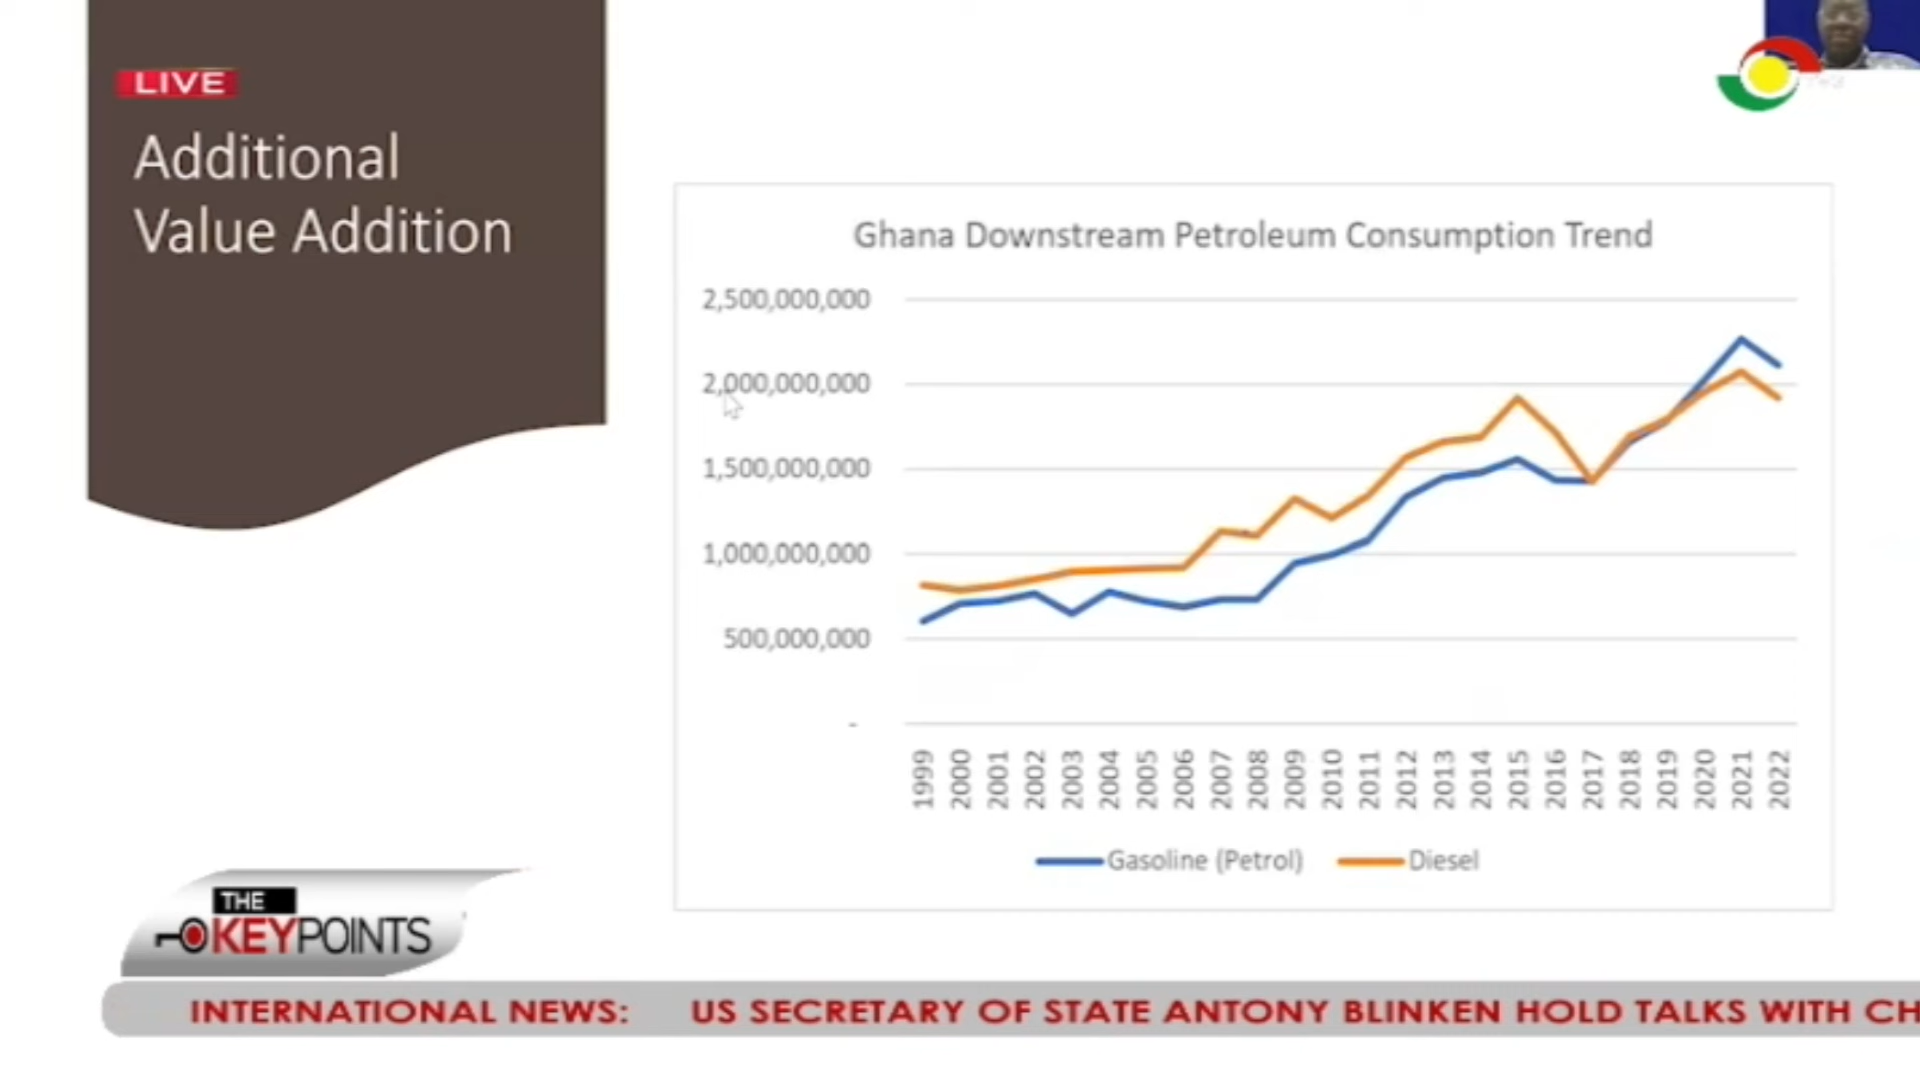 LIVE
Additional
Value Addition
Ghana Downstream Petroleum Consumption Trend
2,500,000,000
2,000,000,000
1,500,000,000
1,000,000,000
500,000,000
-
1999 2000 2001 2002 2003 2004 2005 2006 2007 2008 2009 2010 2011 2012 2013 2014 2015 2016 2017 2018 2019 2020 2021 2022
Gasoline (Petrol) Diesel
THE
KEYPOINTS
INTERNATIONAL NEWS: US SECRETARY OF STATE ANTONY BLINKEN HOLD TALKS WITH CH